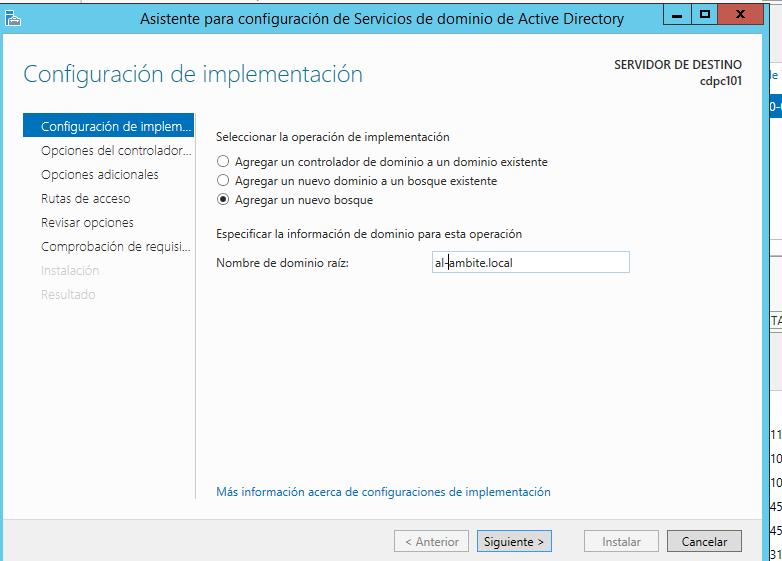 Asistente para configuración de Servicios de dominio de Active Directory
Configuración de implementación
SERVIDOR DE DESTINO
cdpc101
Configuración de implem...
Opciones del controlador...
Opciones adicionales
Rutas de acceso
Revisar opciones
Comprobación de requisi...
Instalación
Resultado
Seleccionar la operación de implementación
Agregar un controlador de dominio a un dominio existente
Agregar un nuevo dominio a un bosque existente
Agregar un nuevo bosque
Especificar la información de dominio para esta operación
Nombre de dominio raíz:
al-ambite.local
Más información acerca de configuraciones de implementación
< Anterior
Siguiente >
Instalar
Cancelar
de
0-0
TA
11
10
10
45
45
31